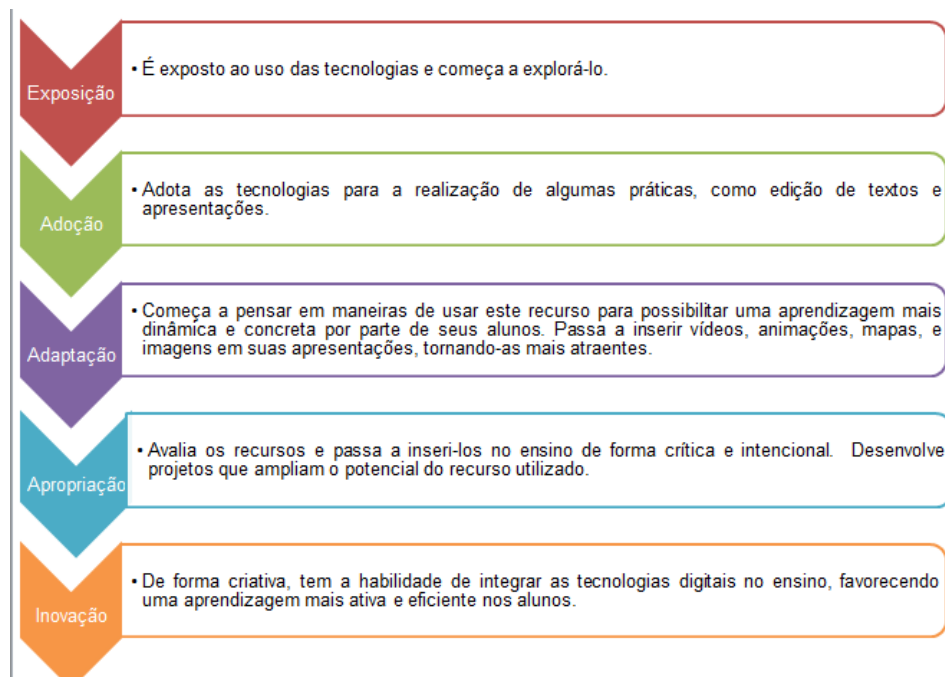 Exposição
• É exposto ao uso das tecnologias e começa a explorá-lo.
Adoção
• Adota as tecnologias para a realização de algumas práticas, como edição de textos e
apresentações.
Adaptação
• Começa a pensar em maneiras de usar este recurso para possibilitar uma aprendizagem mais
dinâmica e concreta por parte de seus alunos. Passa a inserir vídeos, animações, mapas, e
imagens em suas apresentações, tornando-as mais atraentes.
Apropriação
• Avalia os recursos e passa a inseri-los no ensino de forma crítica e intencional. Desenvolve
projetos que ampliam o potencial do recurso utilizado.
Inovação
• De forma criativa, tem a habilidade de integrar as tecnologias digitais no ensino, favorecendo
uma aprendizagem mais ativa e eficiente nos alunos.